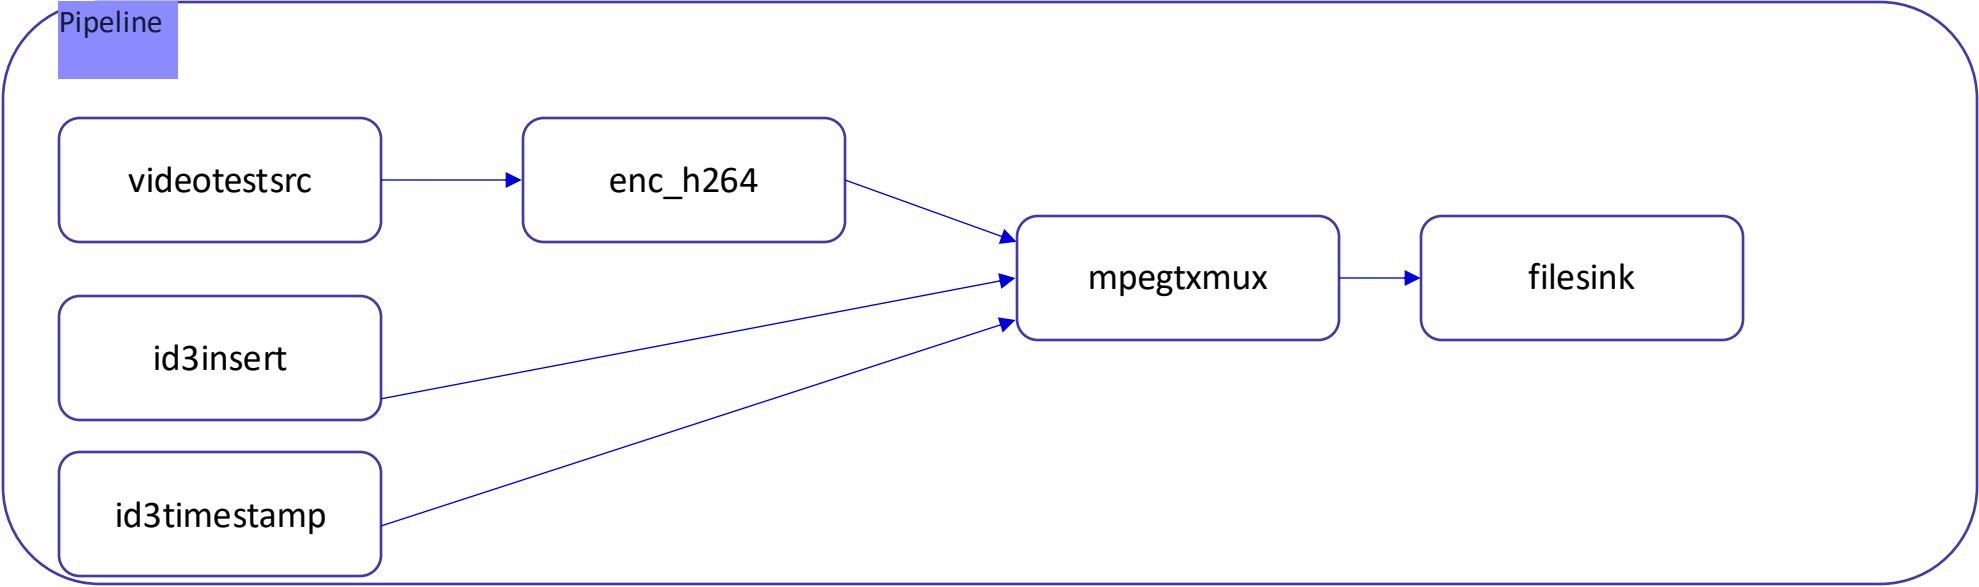 Pipeline
videotestsrc
enc_h264
mpegtxmux
filesink
id3insert
id3timestamp